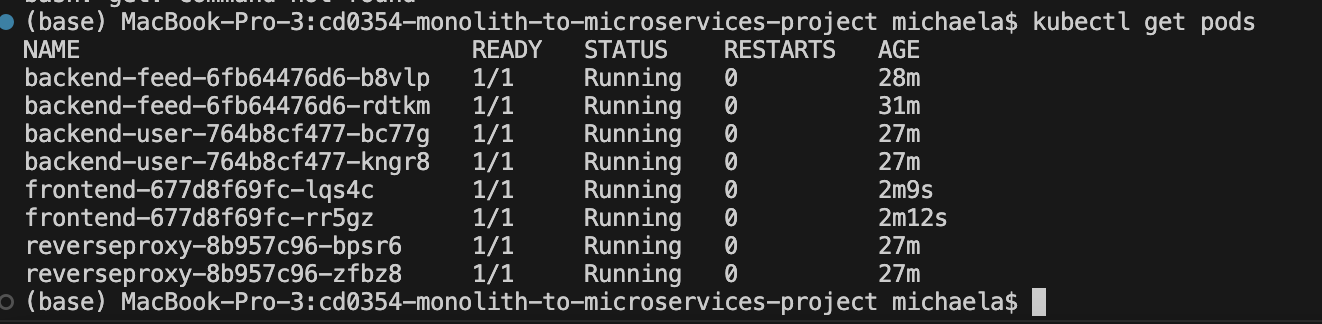 bash: get: command not found
(base) MacBook-Pro-3:cd0354-monolith-to-microservices-project michaela$ kubectl get pods
NAME READY STATUS RESTARTS AGE
backend-feed-6fb64476d6-b8vlp 1/1 Running 0 28m
backend-feed-6fb64476d6-rdtkm 1/1 Running 0 31m
backend-user-764b8cf477-bc77g 1/1 Running 0 27m
backend-user-764b8cf477-kngr8 1/1 Running 0 27m
frontend-677d8f69fc-lqs4c 1/1 Running 0 2m9s
frontend-677d8f69fc-rr5gz 1/1 Running 0 2m12s
reverseproxy-8b957c96-bpsr6 1/1 Running 0 27m
reverseproxy-8b957c96-zfbz8 1/1 Running 0 27m
(base) MacBook-Pro-3:cd0354-monolith-to-microservices-project michaela$